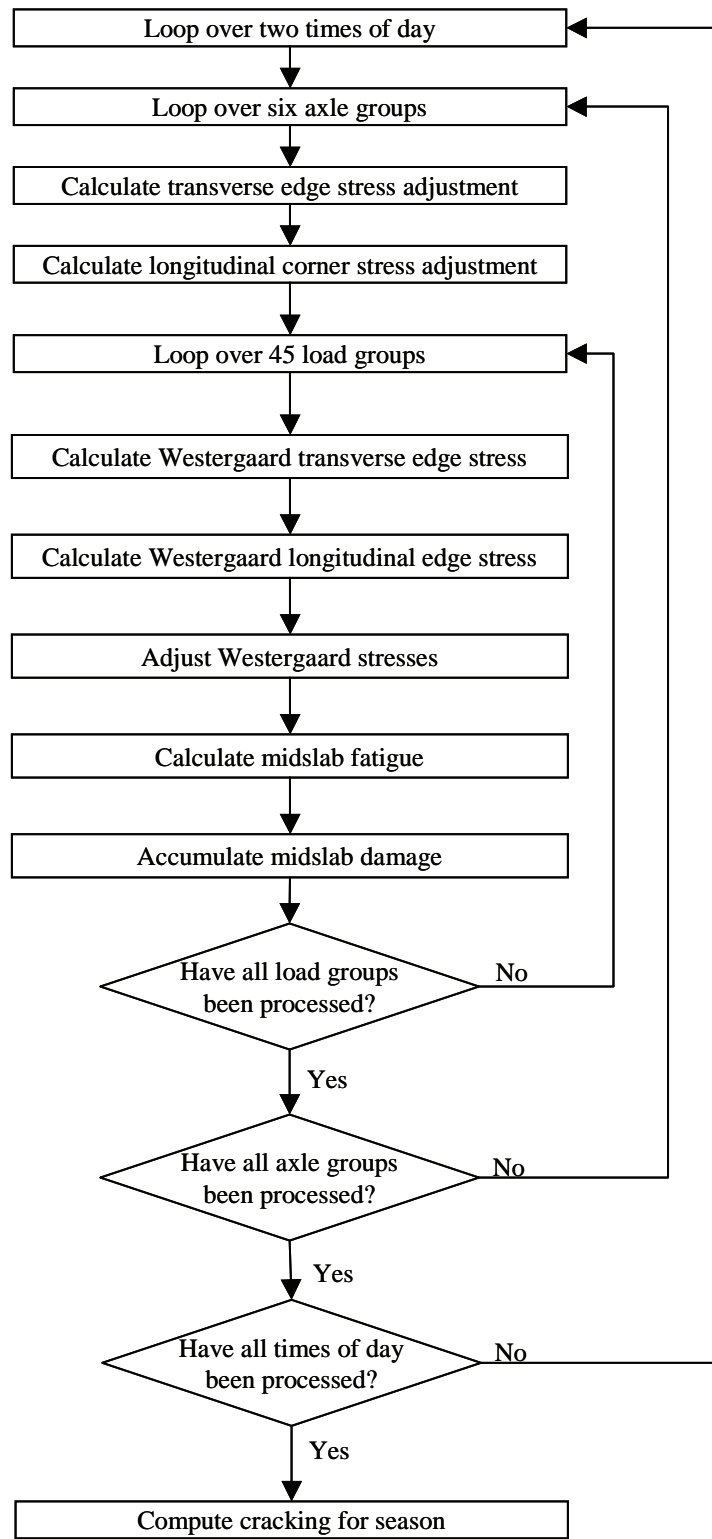 Loop over two times of day
Loop over six axle groups
Calculate transverse edge stress adjustment
Calculate longitudinal corner stress adjustment
Loop over 45 load groups
Calculate Westergaard transverse edge stress
Calculate Westergaard longitudinal edge stress
Adjust Westergaard stresses
Calculate midslab fatigue
Accumulate midslab damage
Have all load groups
been processed?
No
Yes
Have all axle groups
been processed?
No
Yes
Have all times of day
been processed?
No
Yes
Compute cracking for season